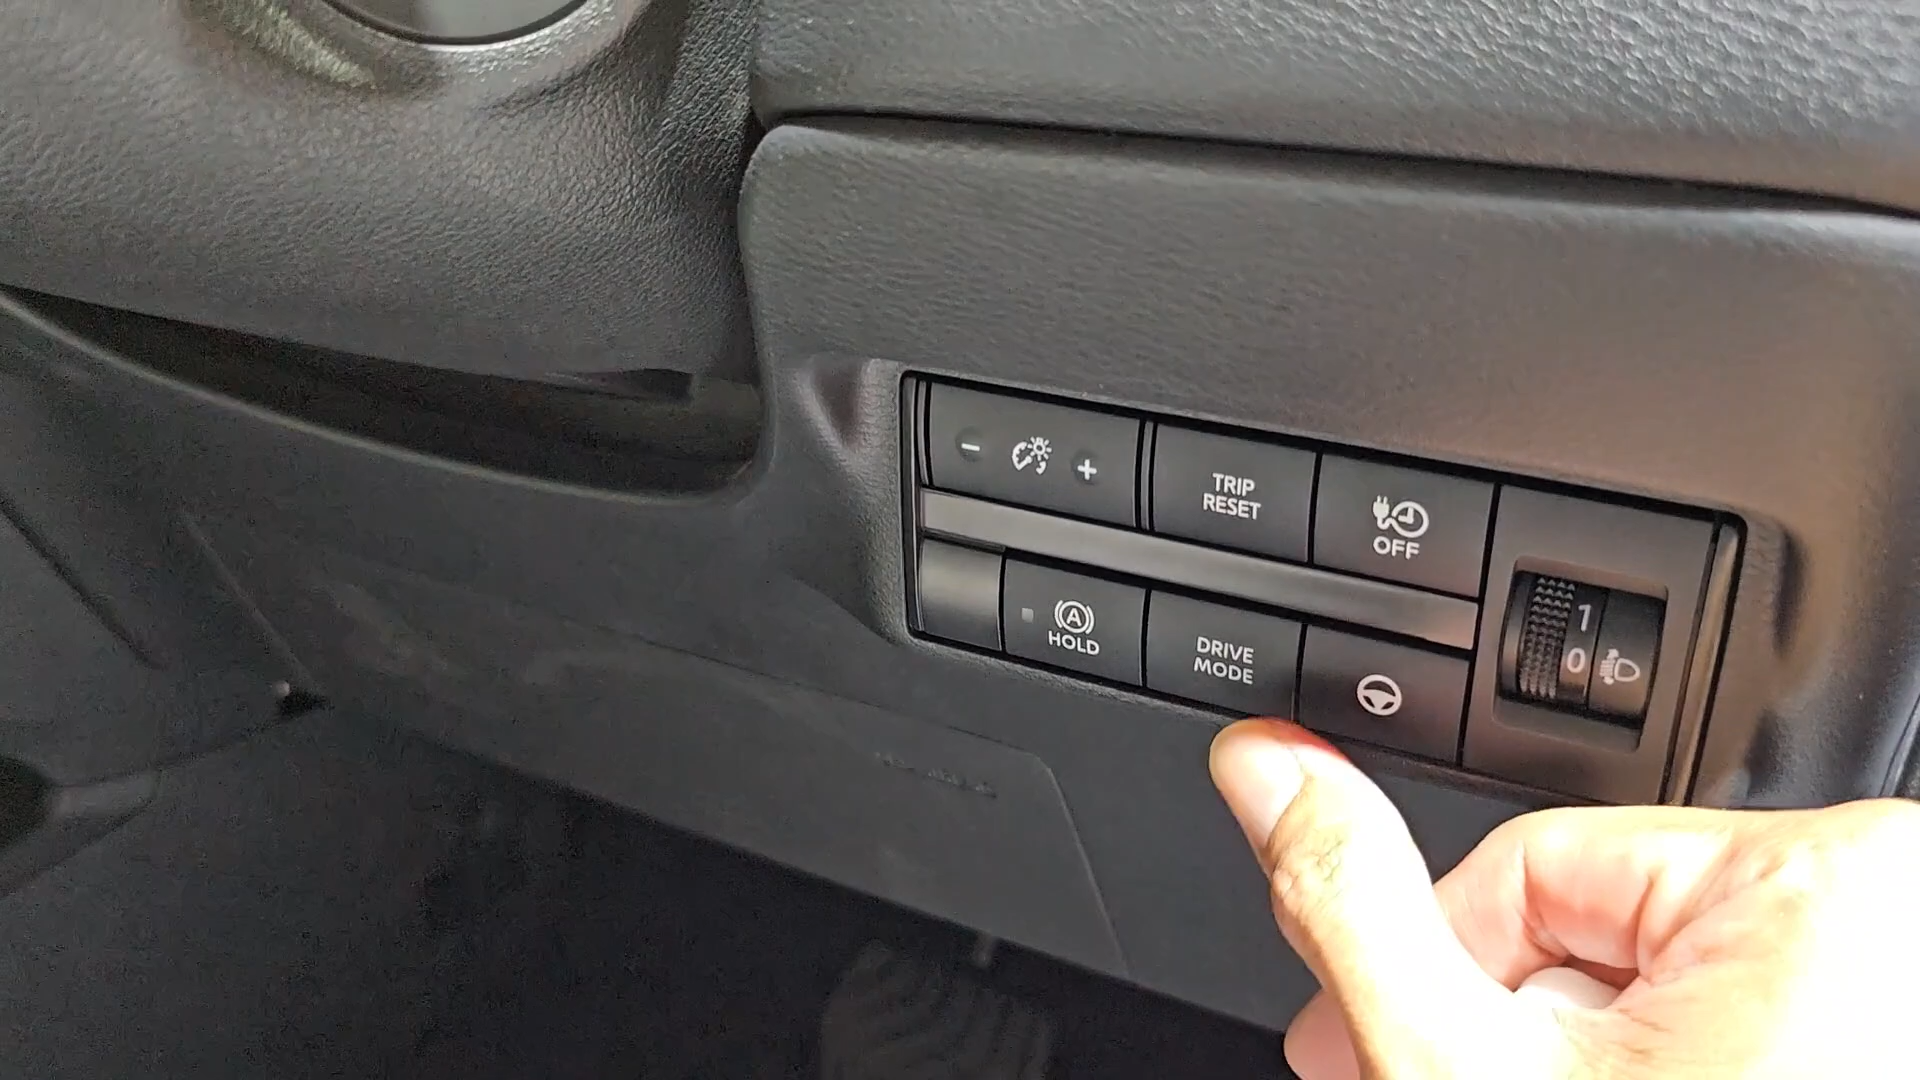 - +
TRIP
RESET
OFF
1
0
A
HOLD
DRIVE
MODE